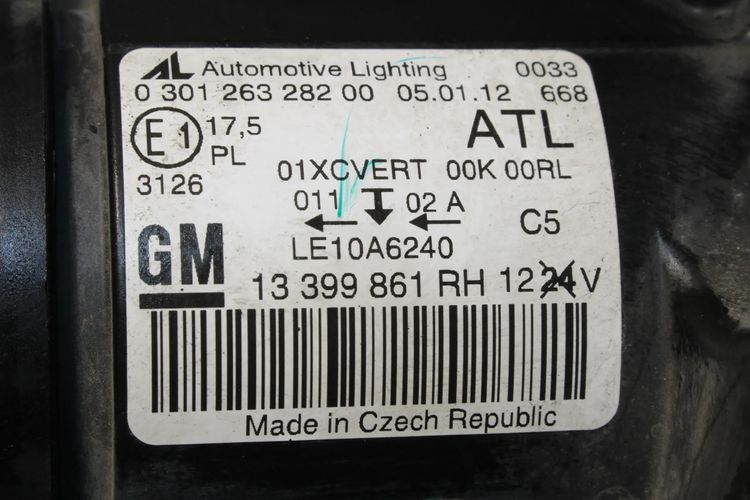 AL Automotive Lighting 0033
0 301 263 282 00 05.01.12 668
E1 17,5 ATL
PL
3126 01XCVERT 00K 00RL
011 02 A
C5
GM LE10A6240
13 399 861 RH 12 24 V
Made in Czech Republic